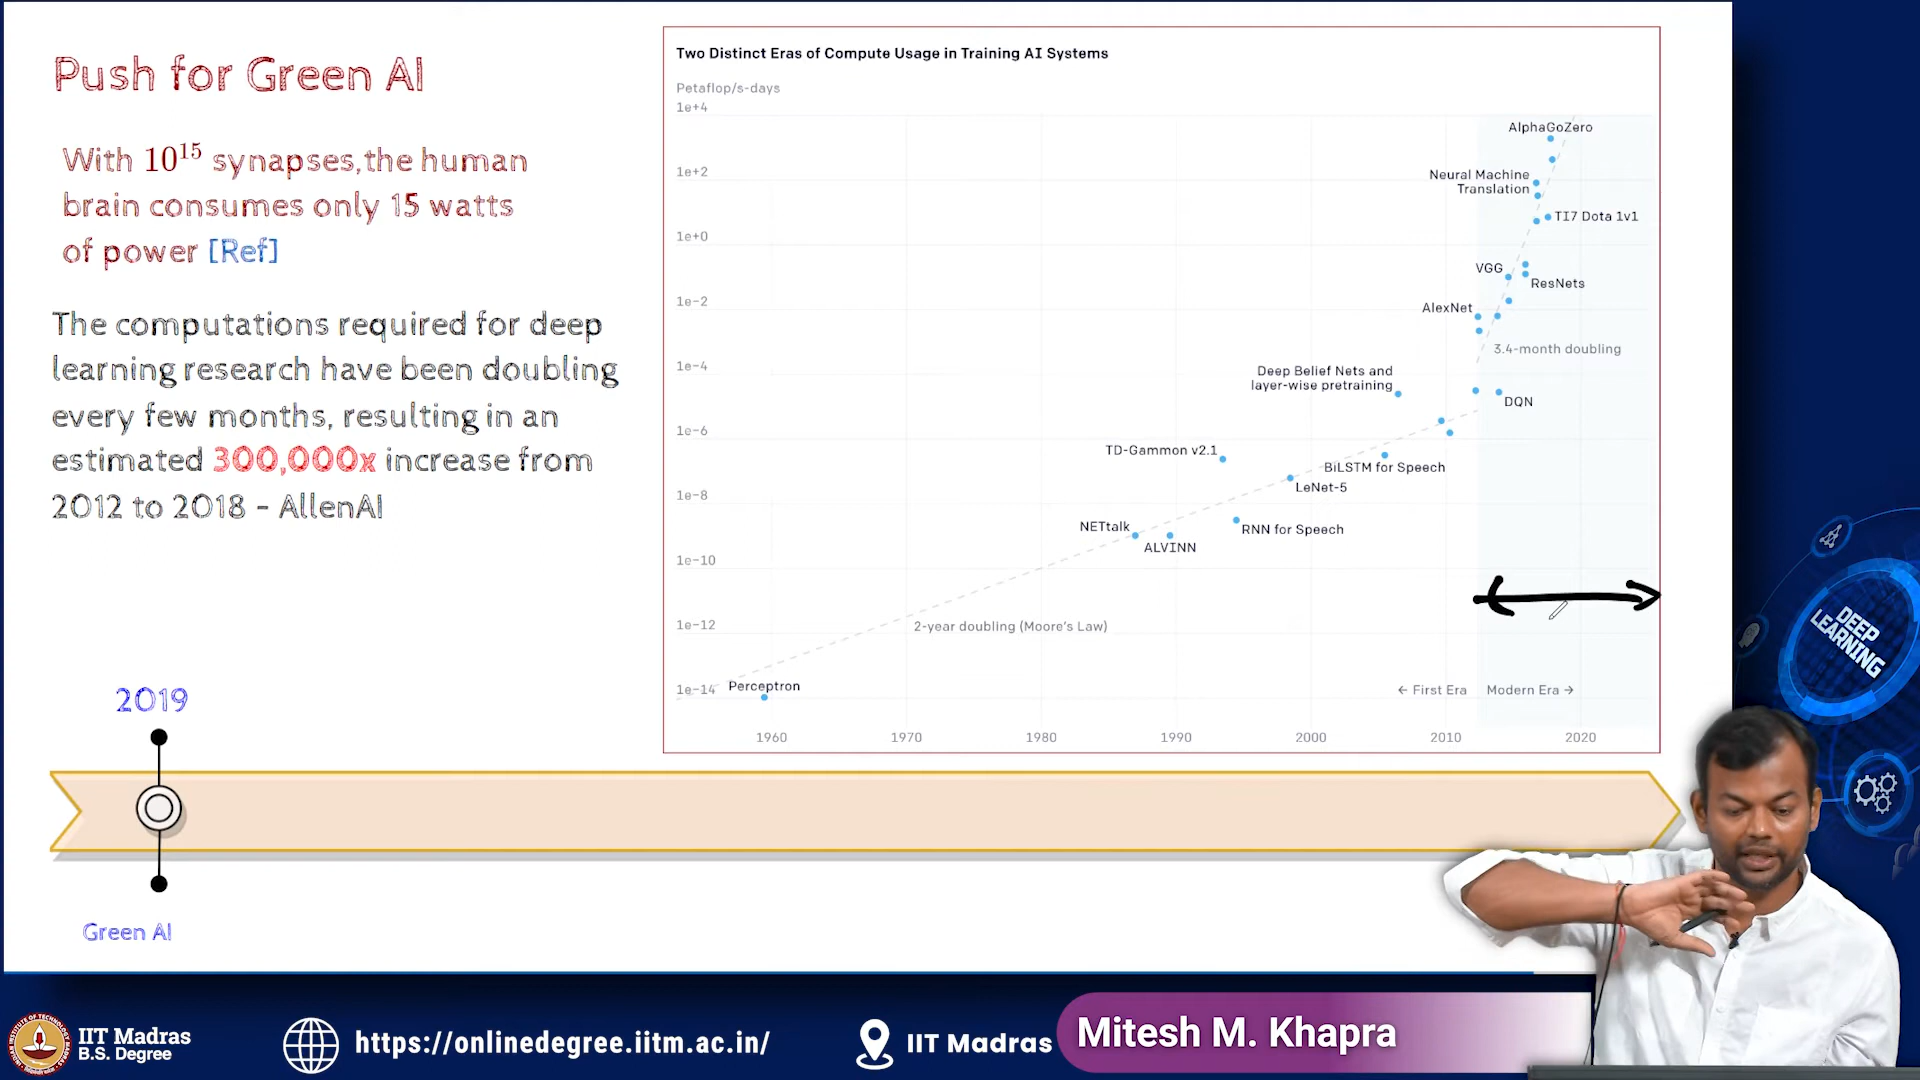 Push for Green AI
With 10^15 synapses, the human
brain consumes only 15 watts
of power [Ref]
The computations required for deep
learning research have been doubling
every few months, resulting in an
estimated 300,000x increase from
2012 to 2018 - AllenAI
Two Distinct Eras of Compute Usage in Training AI Systems
Petaflop/s-days
1e+4
1e+2
1e+0
1e-2
1e-4
1e-6
1e-8
1e-10
1e-12
1e-14
AlphaGoZero
Neural Machine
Translation
TI7 Dota 1v1
VGG
ResNets
AlexNet
3.4-month doubling
Deep Belief Nets and
layer-wise pretraining
DQN
TD-Gammon v2.1
BiLSTM for Speech
LeNet-5
NETtalk
RNN for Speech
ALVINN
2-year doubling (Moore's Law)
Perceptron
← First Era
Modern Era →
1960 1970 1980 1990 2000 2010 2020
2019
Green AI
DEEP
LEARNING
IIT Madras
B.S. Degree
https://onlinedegree.iitm.ac.in/
IIT Madras
Mitesh M. Khapra